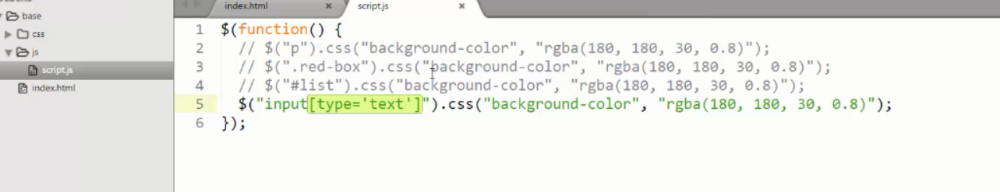 index.html ×
script.js ×
base
css
js
script.js
index.html
1 $(function() {
2 // $("p").css("background-color", "rgba(180, 180, 30, 0.8)");
3 // $(".red-box").css("background-color", "rgba(180, 180, 30, 0.8)");
4 // $("#list").css("background-color", "rgba(180, 180, 30, 0.8)");
5 $("input[type='text']").css("background-color", "rgba(180, 180, 30, 0.8)");
6 });